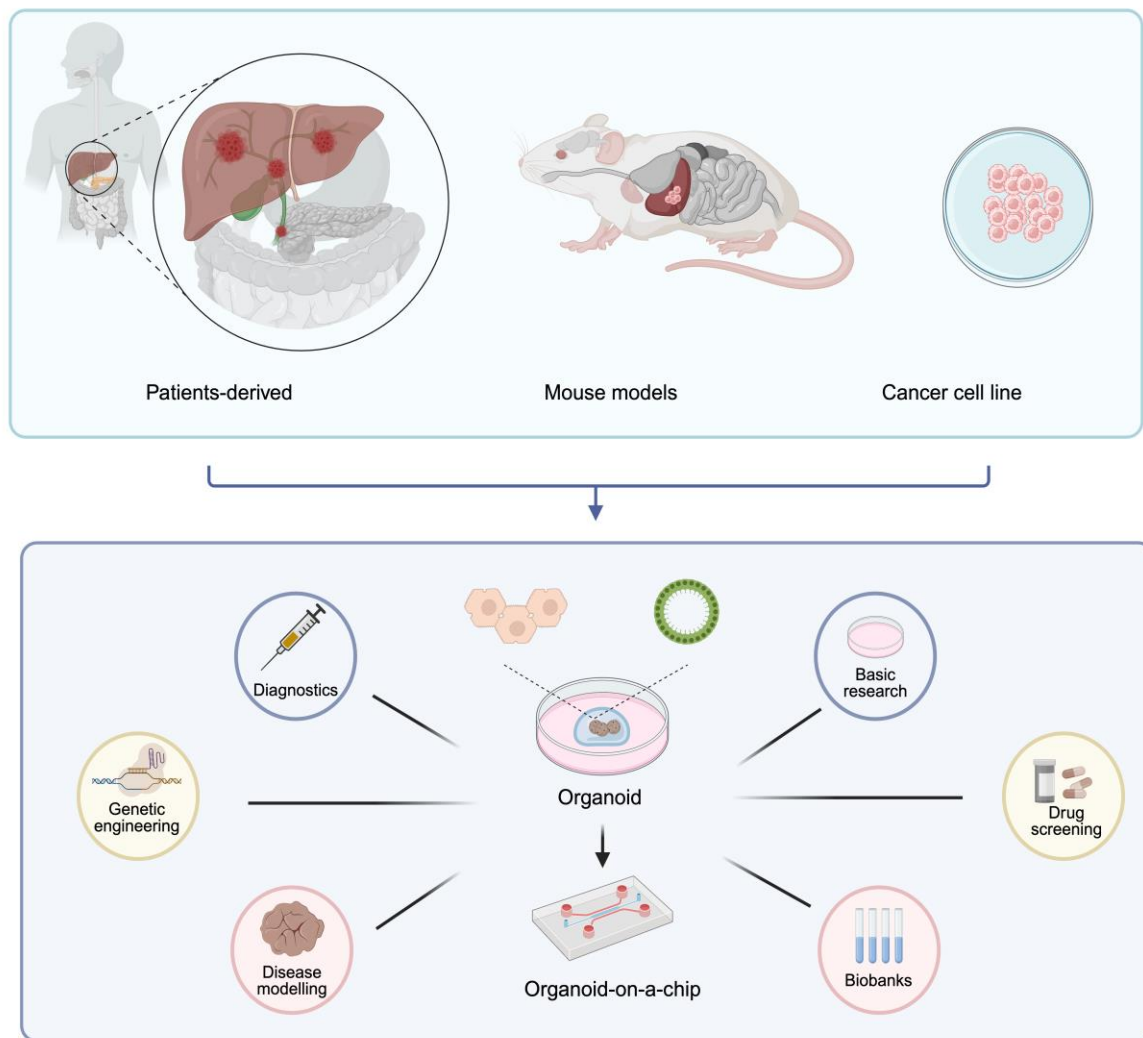 Patients-derived
Mouse models
Cancer cell line
Diagnostics
Basic
research
Genetic
engineering
Organoid
Drug
screening
Disease
modelling
Organoid-on-a-chip
Biobanks